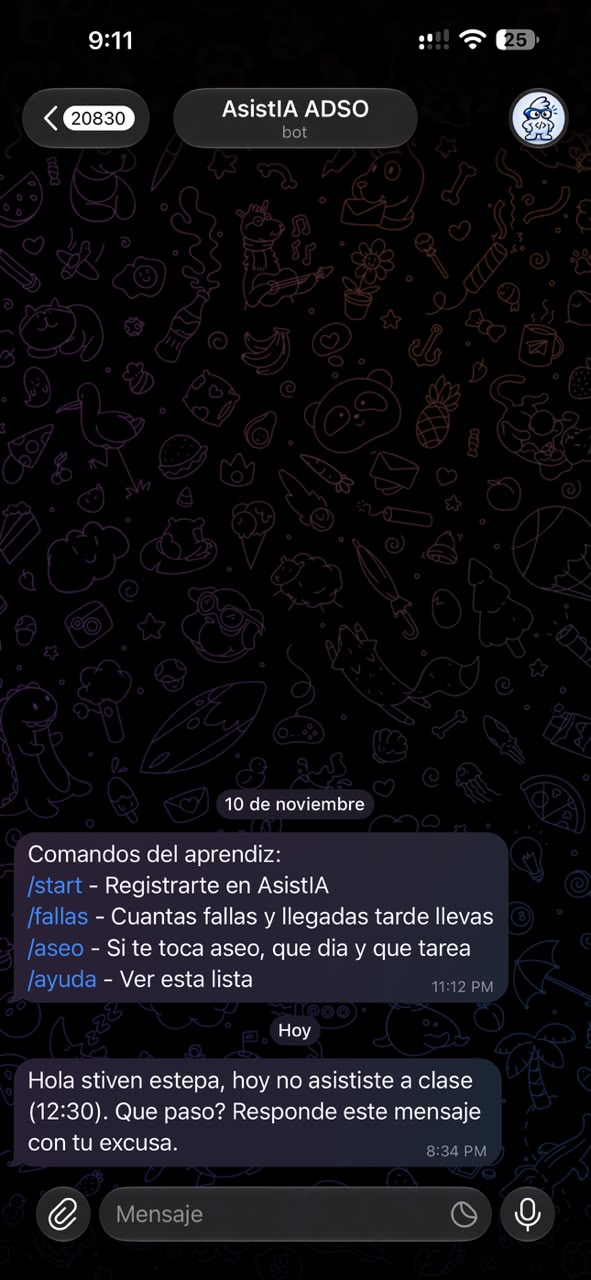 9:11
25
20830
AsistIA ADSO
bot
10 de noviembre
Comandos del aprendiz:
/start - Registrarte en AsistIA
/fallas - Cuantas fallas y llegadas tarde llevas
/aseo - Si te toca aseo, que dia y que tarea
/ayuda - Ver esta lista
11:12 PM
Hoy
Hola stiven estepa, hoy no asististe a clase
(12:30). Que paso? Responde este mensaje
con tu excusa.
8:34 PM
Mensaje